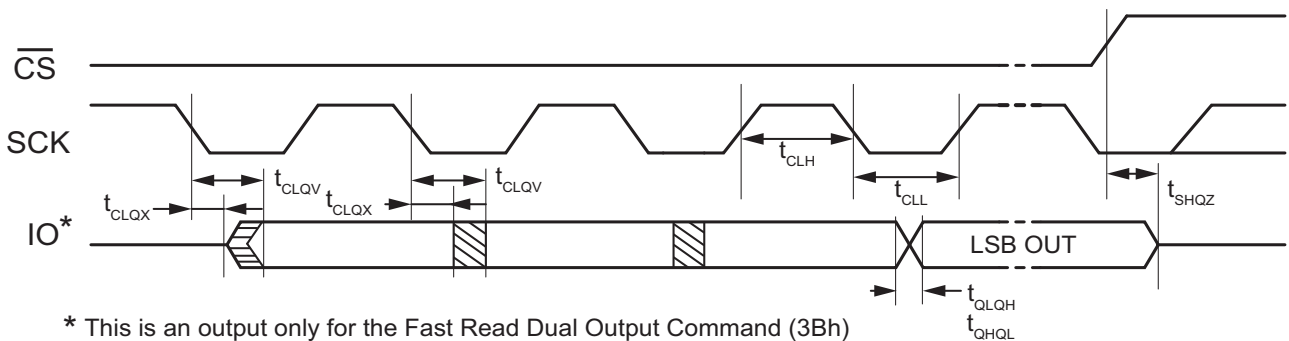 CS
SCK
tCLH
tCLQV
tCLQV
tCLL
tSHQZ
tCLQX
tCLQX
IO*
LSB OUT
tQLQH
tQHQL
* This is an output only for the Fast Read Dual Output Command (3Bh)